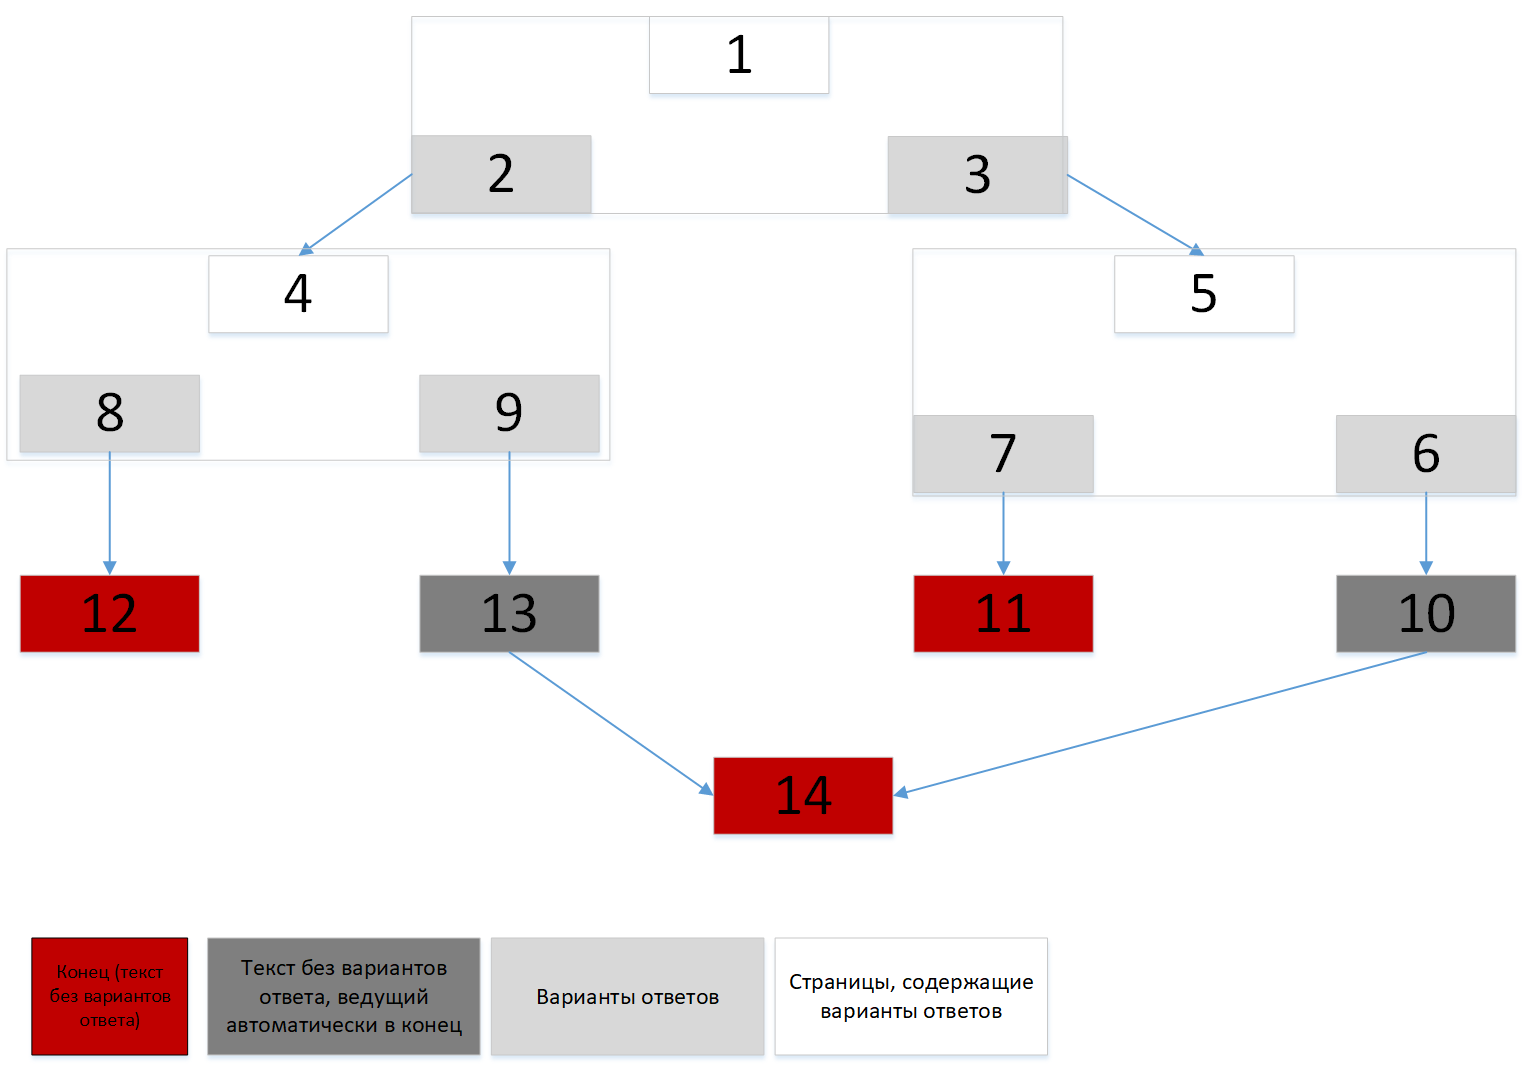 1
2
3
4
5
8
9
7
6
12
13
11
10
14
Конец (текст
без вариантов
ответа)
Текст без вариантов
ответа, ведущий
автоматически в конец
Варианты ответов
Страницы, содержащие
варианты ответов